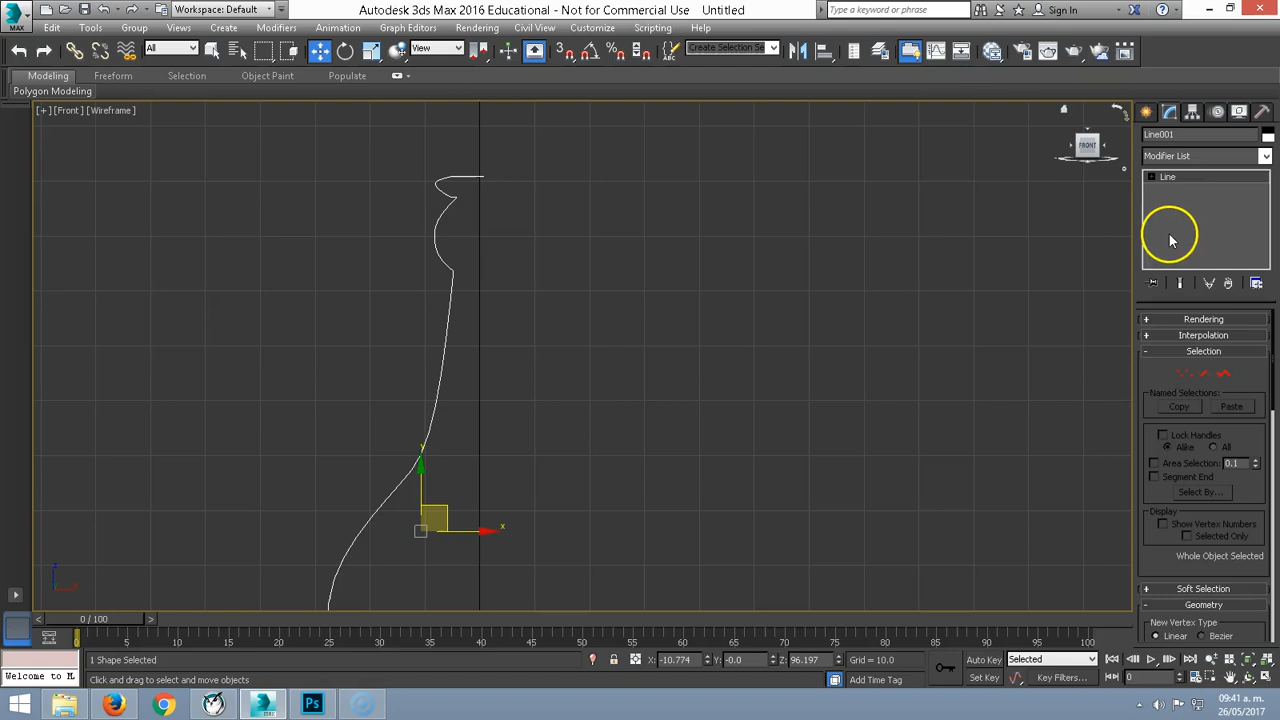 Workspace: Default
Autodesk 3ds Max 2016 Educational - Not for Commercial Use Untitled
Type a keyword or phrase
Sign In
MAX
Edit Tools Group Views Create Modifiers Animation Graph Editors Rendering Civil View Customize Scripting Help
All
View
Create Selection Se
Modeling Freeform Selection Object Paint Populate
Polygon Modeling
[+] [Front] [Wireframe]
FRONT
Line001
Modifier List
Line
Rendering
Interpolation
Selection
Named Selections:
Copy Paste
Lock Handles
Alike All
Area Selection: 0.1
Segment End
Select By...
Display
Show Vertex Numbers
Selected Only
Whole Object Selected
Soft Selection
Geometry
New Vertex Type
Linear Bezier
y
x
z
0 / 100
0 5 10 15 20 25 30 35 40 45 50 55 60 65 70 75 80 85 90 95 100
1 Shape Selected
X: -10.774 Y: -0.0 Z: 96.197 Grid = 10.0
Auto Key Selected
Welcome to M
Click and drag to select and move objects
Add Time Tag
Set Key Key Filters...
0
Ps
09:41 a. m.
26/05/2017